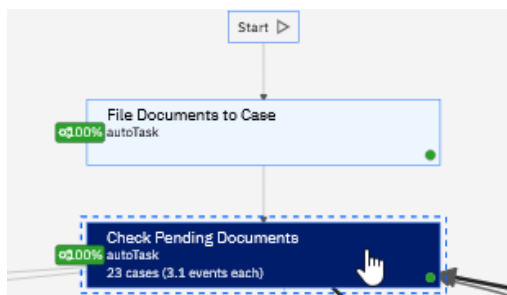 Start
File Documents to Case
100% autoTask
Check Pending Documents
100% autoTask
23 cases (3.1 events each)